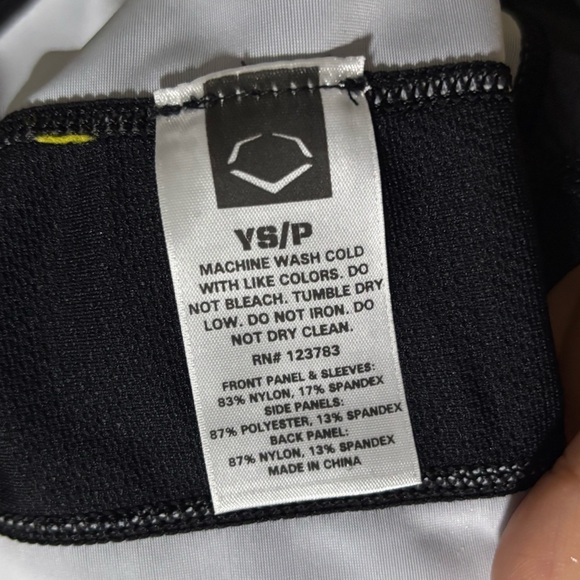 YS/P
MACHINE WASH COLD
WITH LIKE COLORS. DO
NOT BLEACH. TUMBLE DRY
LOW. DO NOT IRON. DO
NOT DRY CLEAN.
RN# 123783
FRONT PANEL & SLEEVES:
83% NYLON, 17% SPANDEX
SIDE PANELS:
87% POLYESTER, 13% SPANDEX
BACK PANEL:
87% NYLON, 13% SPANDEX
MADE IN CHINA